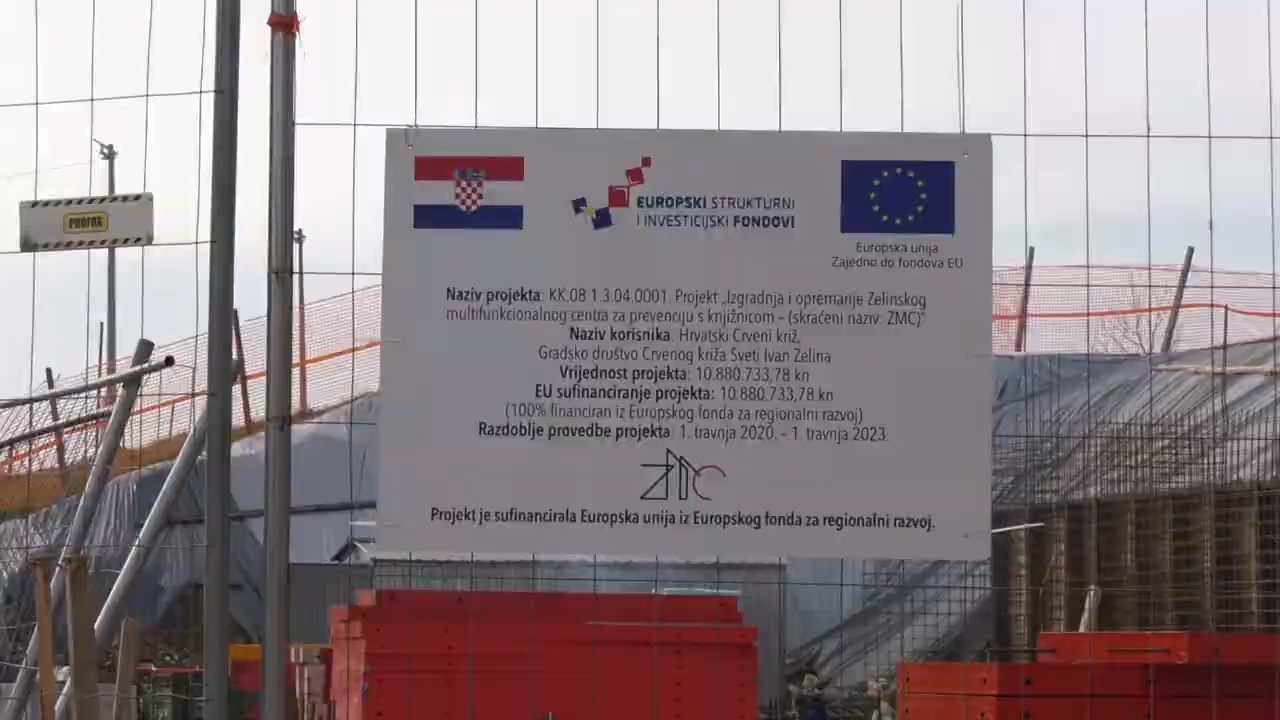 PROFOX
EUROPSKI STRUKTURNI
I INVESTICIJSKI FONDOVI
Europska unija
Zajedno do fondova EU
Naziv projekta: KK.08.1.3.04.0001. Projekt „Izgradnja i opremanje Zelinskog
multifunkcionalnog centra za prevenciju s knjižnicom - (skraćeni naziv: ZMC)"
Naziv korisnika: Hrvatski Crveni križ,
Gradsko društvo Crvenog križa Sveti Ivan Zelina
Vrijednost projekta: 10.880.733,78 kn
EU sufinanciranje projekta: 10.880.733,78 kn
(100% financiran iz Europskog fonda za regionalni razvoj)
Razdoblje provedbe projekta: 1. travnja 2020. - 1. travnja 2023.
ZMC
Projekt je sufinancirala Europska unija iz Europskog fonda za regionalni razvoj.